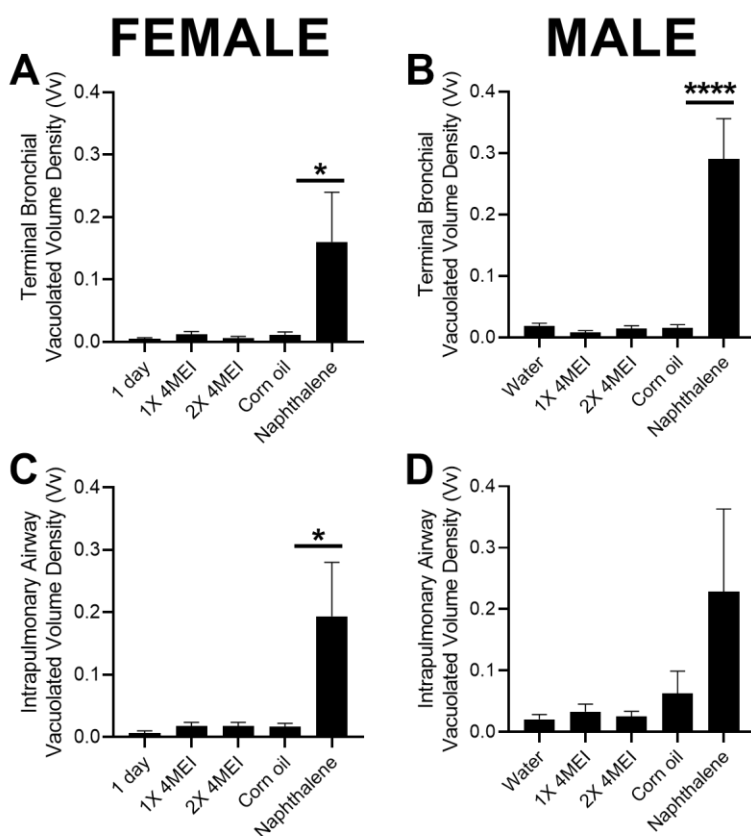 FEMALE
MALE
A
Terminal Bronchial
Vacuolated Volume Density (Vv)
0.4
0.3
0.2
0.1
0.0
*
1 day
1X 4MEI
2X 4MEI
Corn oil
Naphthalene
B
Terminal Bronchial
Vacuolated Volume Density (Vv)
0.4
0.3
0.2
0.1
0.0
****
Water
1X 4MEI
2X 4MEI
Corn oil
Naphthalene
C
Intrapulmonary Airway
Vacuolated Volume Density (Vv)
0.4
0.3
0.2
0.1
0.0
*
1 day
1X 4MEI
2X 4MEI
Corn oil
Naphthalene
D
Intrapulmonary Airway
Vacuolated Volume Density (Vv)
0.4
0.3
0.2
0.1
0.0
Water
1X 4MEI
2X 4MEI
Corn oil
Naphthalene